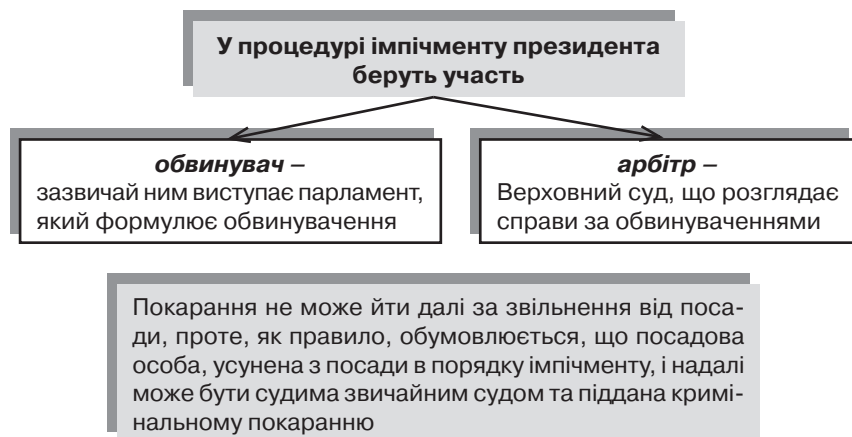 У процедурі імпічменту президента
беруть участь
обвинувач –
зазвичай ним виступає парламент,
який формулює обвинувачення
арбітр –
Верховний суд, що розглядає
справи за обвинуваченнями
Покарання не може йти далі за звільнення від поса-
ди, проте, як правило, обумовлюється, що посадова
особа, усунена з посади в порядку імпічменту, і надалі
може бути судима звичайним судом та піддана кримі-
нальному покаранню